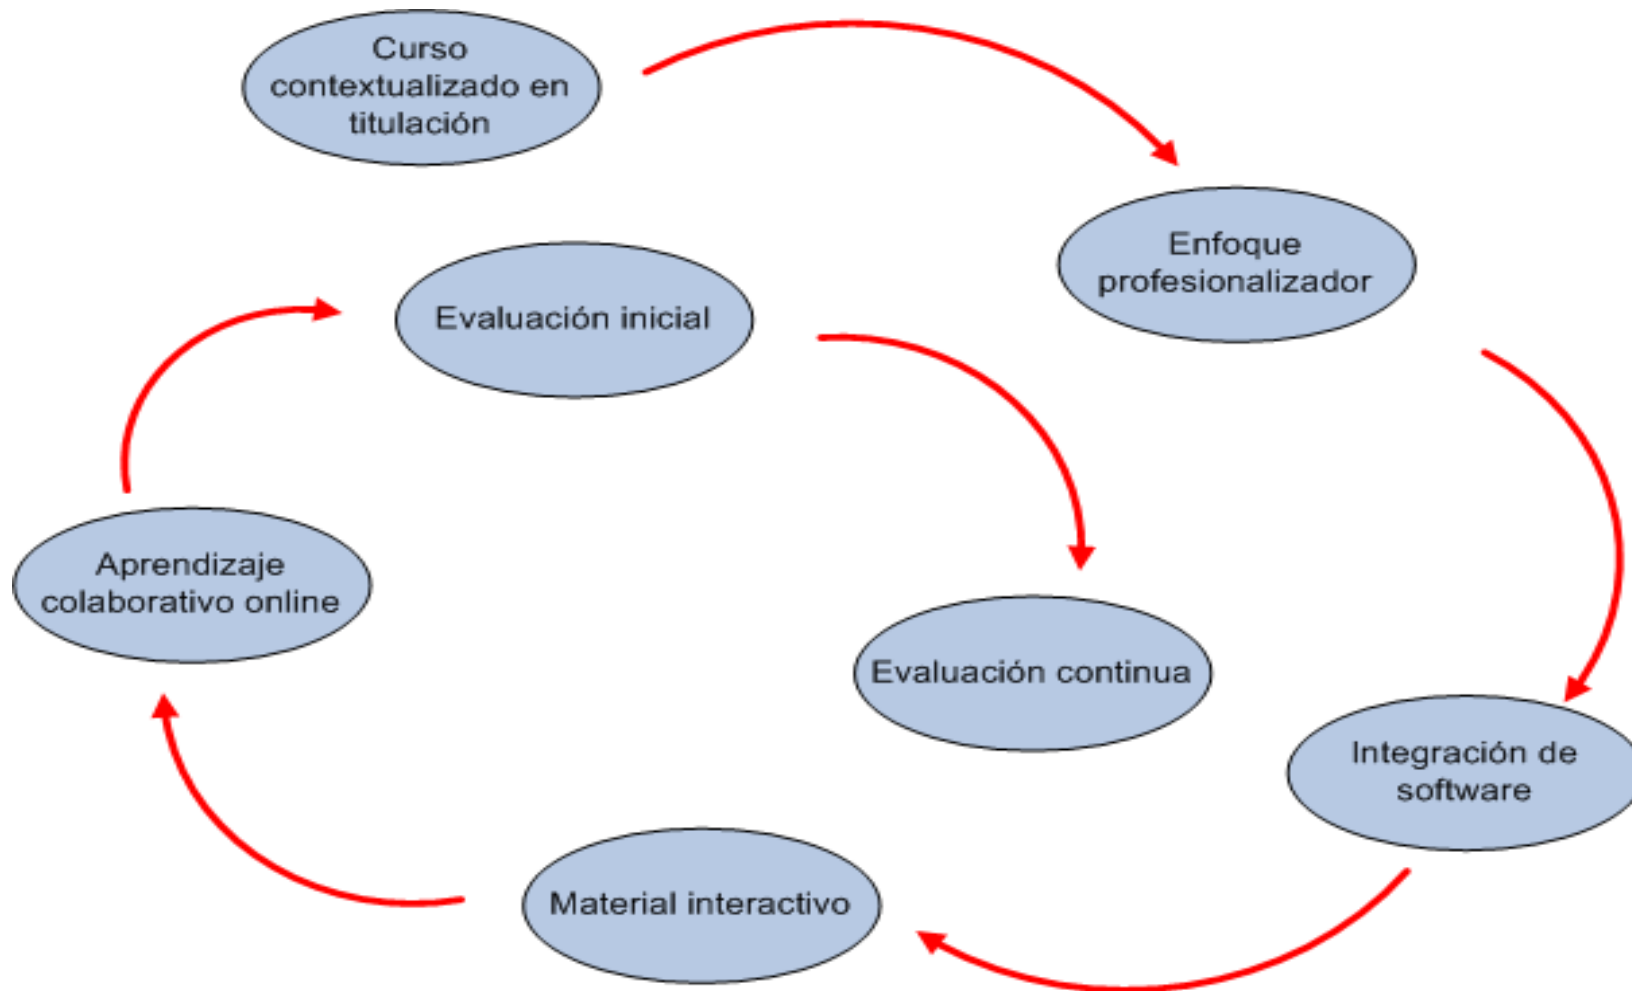 Curso
contextualizado en
titulación
Enfoque
profesionalizador
Evaluación inicial
Aprendizaje
colaborativo online
Evaluación continua
Integración de
software
Material interactivo